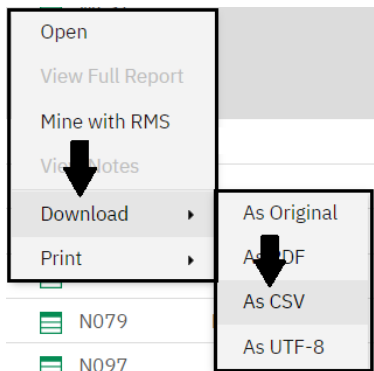 Open
View Full Report
Mine with RMS
View Notes
Download
Print
As Original
As PDF
As CSV
As UTF-8
N079
N097